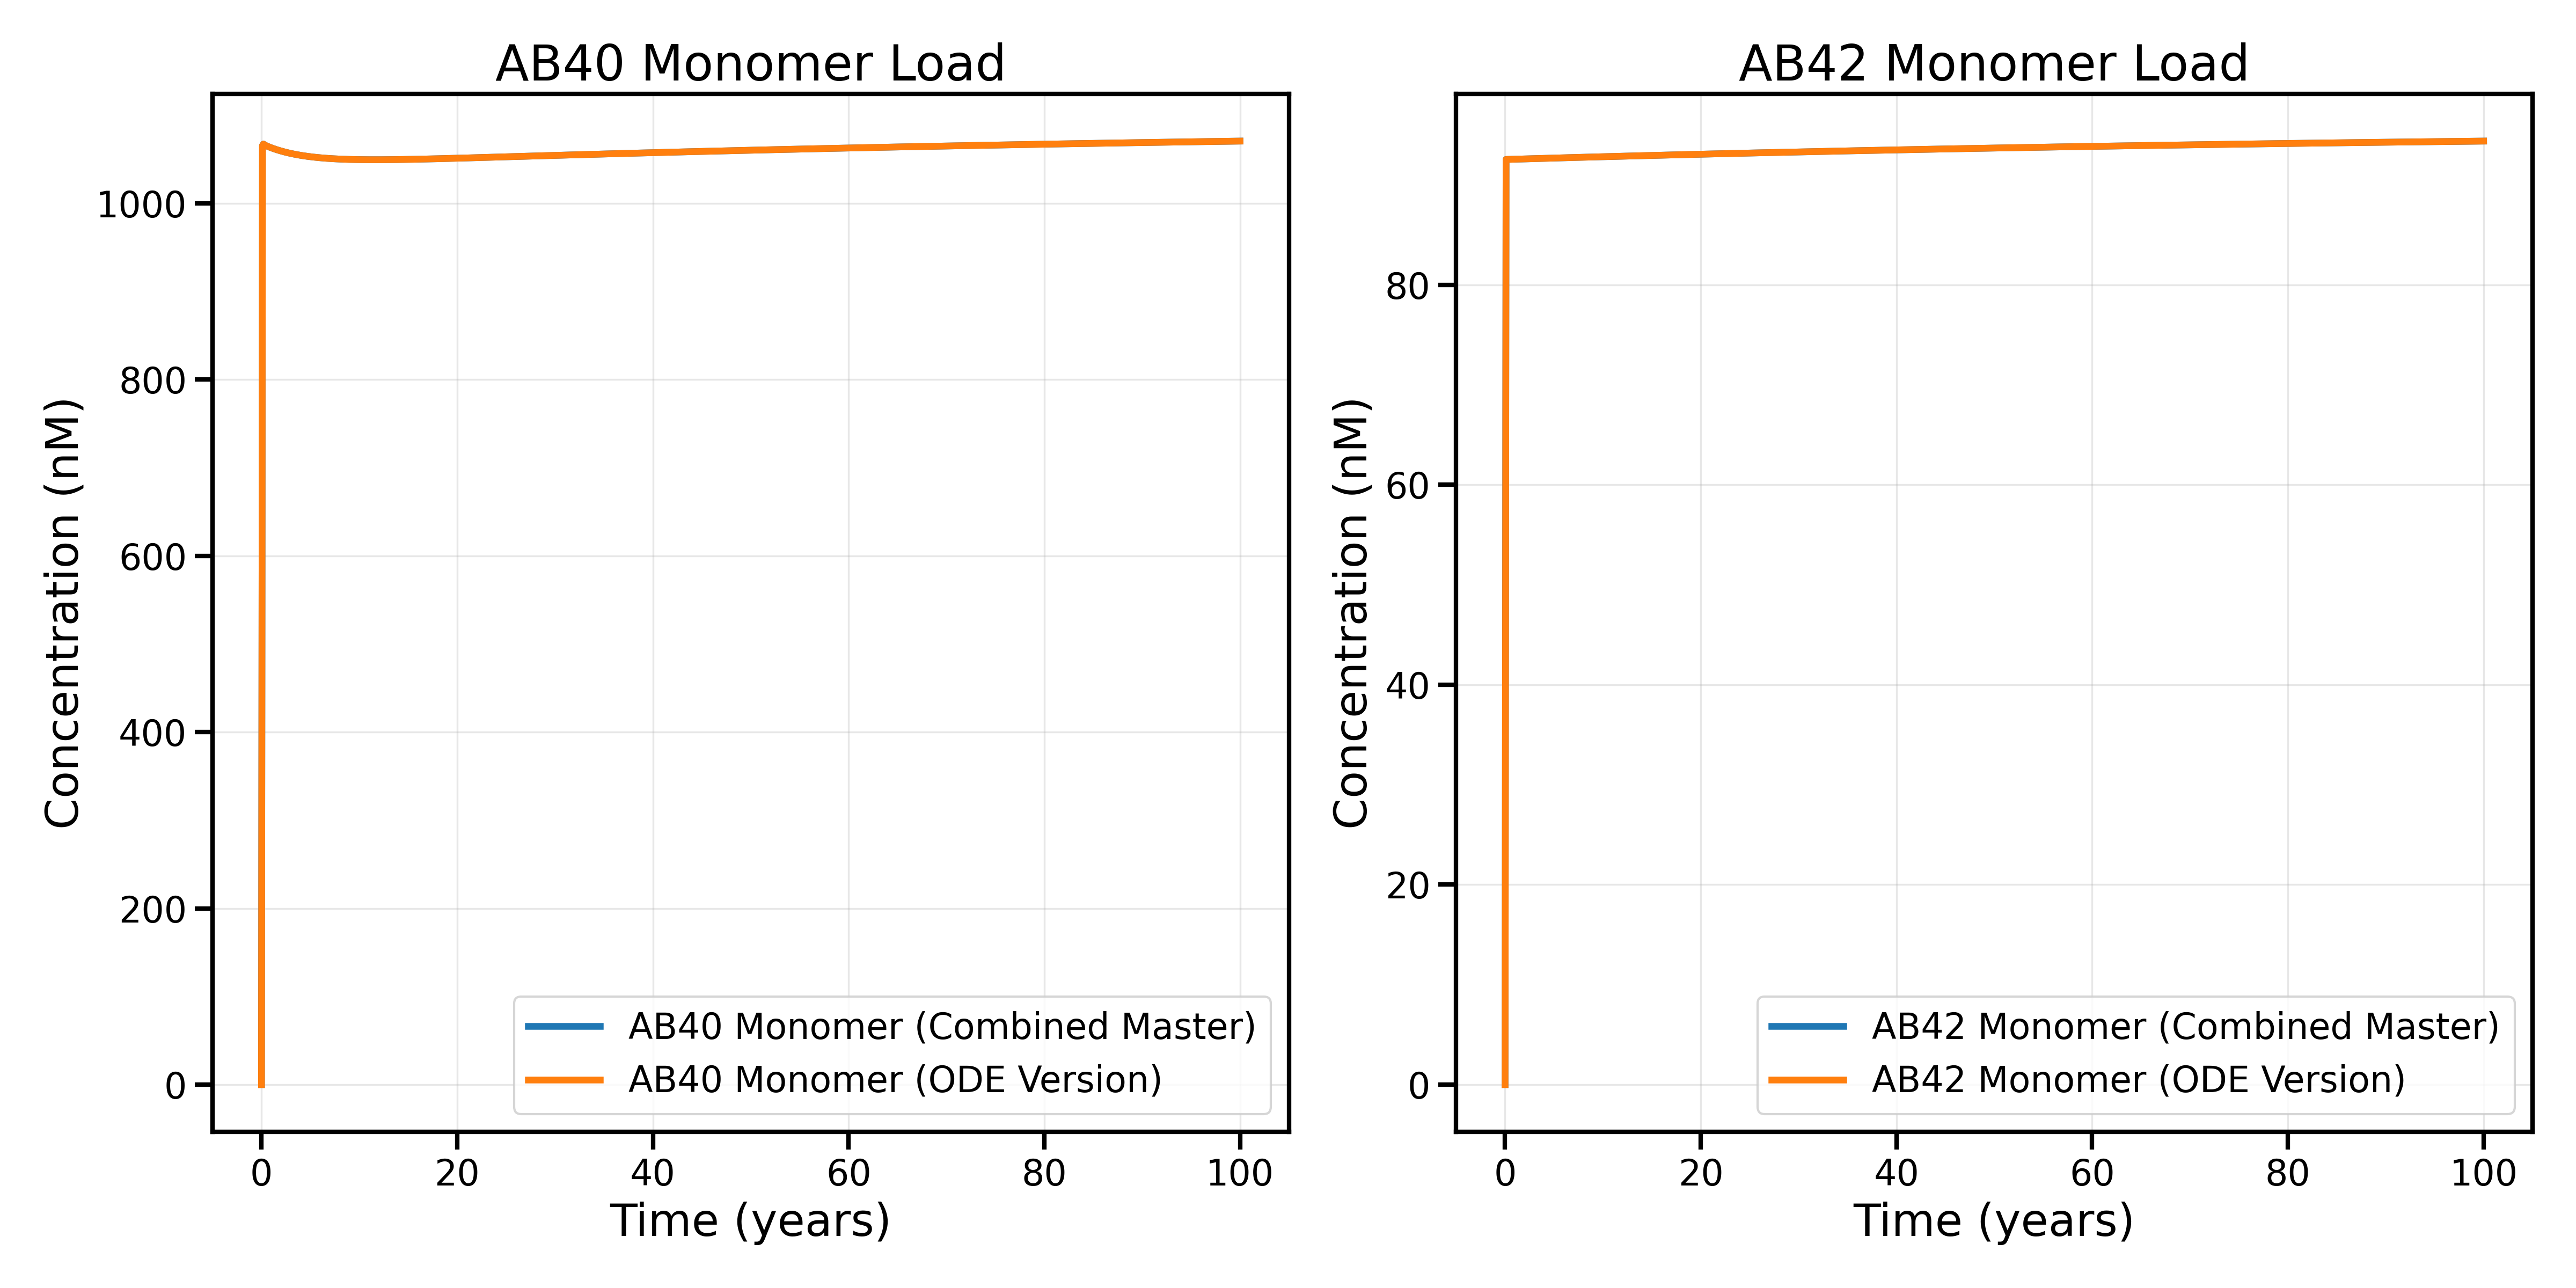 AB40 Monomer Load
Concentration (nM)
1000
800
600
400
200
0
AB40 Monomer (Combined Master)
AB40 Monomer (ODE Version)
0 20 40 60 80 100
Time (years)
AB42 Monomer Load
Concentration (nM)
80
60
40
20
0
AB42 Monomer (Combined Master)
AB42 Monomer (ODE Version)
0 20 40 60 80 100
Time (years)